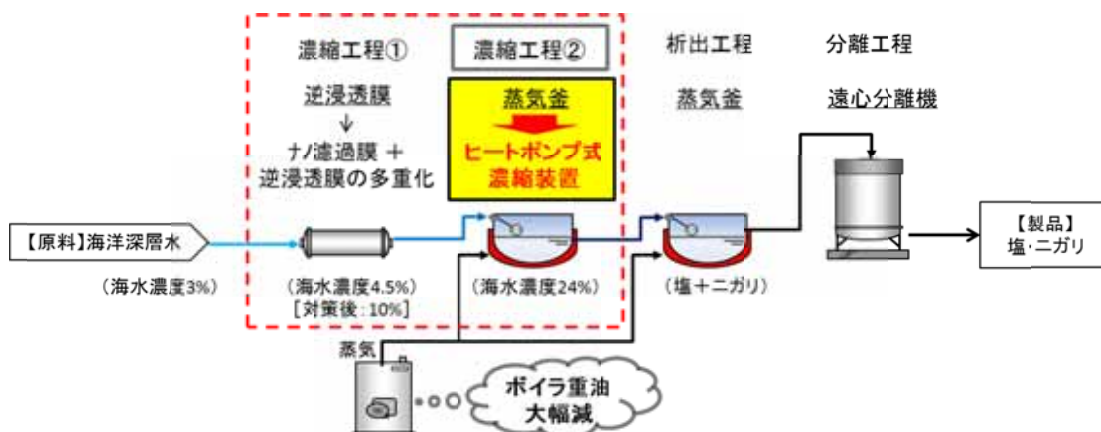 濃縮工程①
逆浸透膜
↓
ナノ濾過膜 +
逆浸透膜の多重化
濃縮工程②
蒸気釜
ヒートポンプ式
濃縮装置
析出工程
蒸気釜
分離工程
遠心分離機
【原料】海洋深層水
(海水濃度3%)
(海水濃度4.5%)
[対策後:10%]
(海水濃度24%)
(塩+ニガリ)
【製品】
塩・ニガリ
蒸気
ボイラ重油
大幅減